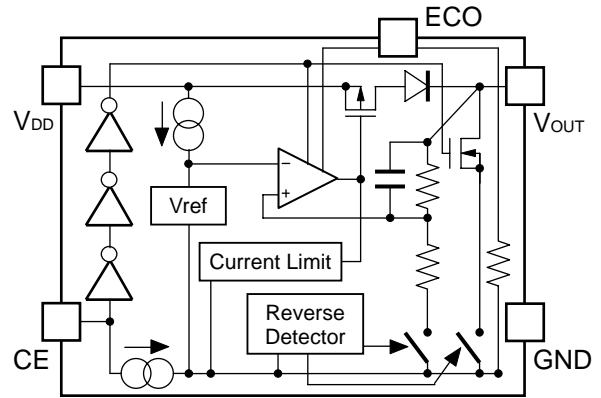 ECO
VDD
VOUT
−
+
Vref
Current Limit
Reverse
Detector
CE
GND